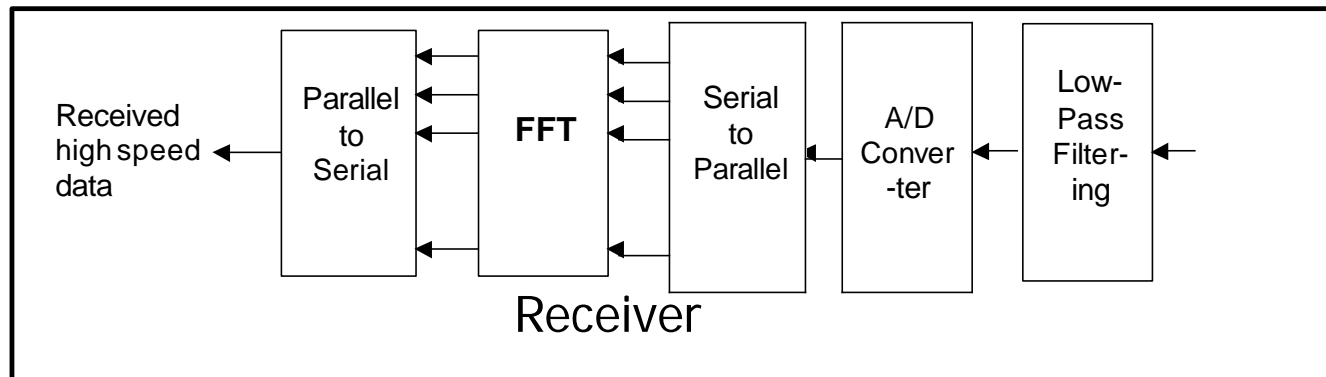 Received
high speed
data
Parallel
to
Serial
FFT
Serial
to
Parallel
A/D
Conver
-ter
Low-
Pass
Filter-
ing
Receiver